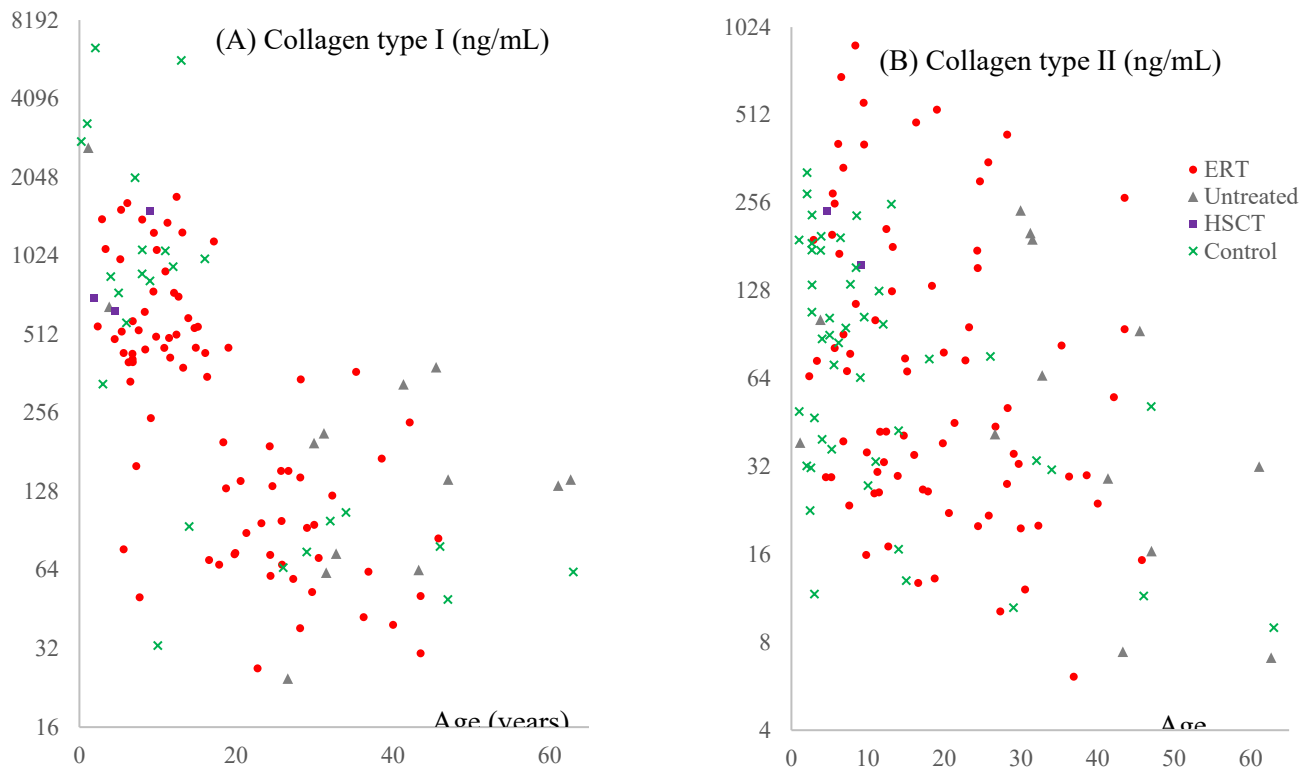 (A) Collagen type I (ng/mL)
8192
4096
2048
1024
512
256
128
64
32
16
0 20 40 60
Age (years)
(B) Collagen type II (ng/mL)
1024
512
256
128
64
32
16
8
4
0 10 20 30 40 50 60
Age
ERT
Untreated
HSCT
Control